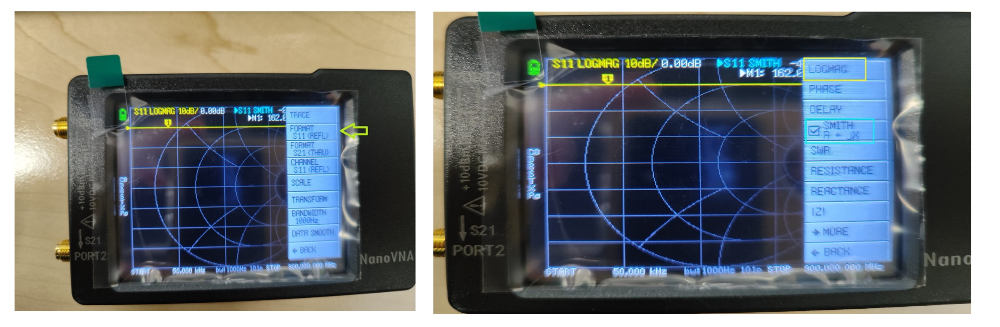 S11 LOGMAG 10dB/ 0.00dB ▶S11 SMITH
▶M1: 162.0
1
TRACE
FORMAT
S11 (REFL)
FORMAT
S21 (THRU)
CHANNEL
S11 (REFL)
SCALE
TRANSFORM
BANDWIDTH
1000Hz
DATA SMOOTH
← BACK
START 50.000 kHz bw:1000Hz 101p STOP 900.000 000 MHz
+10dBm
10VDC
S21
PORT2
NanoVNA
S11 LOGMAG 10dB/ 0.00dB ▶S11 SMITH -4
▶M1: 162.
1
LOGMAG
PHASE
DELAY
SMITH
R + jX
SWR
RESISTANCE
REACTANCE
|Z|
→ MORE
← BACK
START 50.000 kHz bw:1000Hz 101p STOP 900.000 000 MHz
+10dBm
10VDC
S21
PORT2
Nano